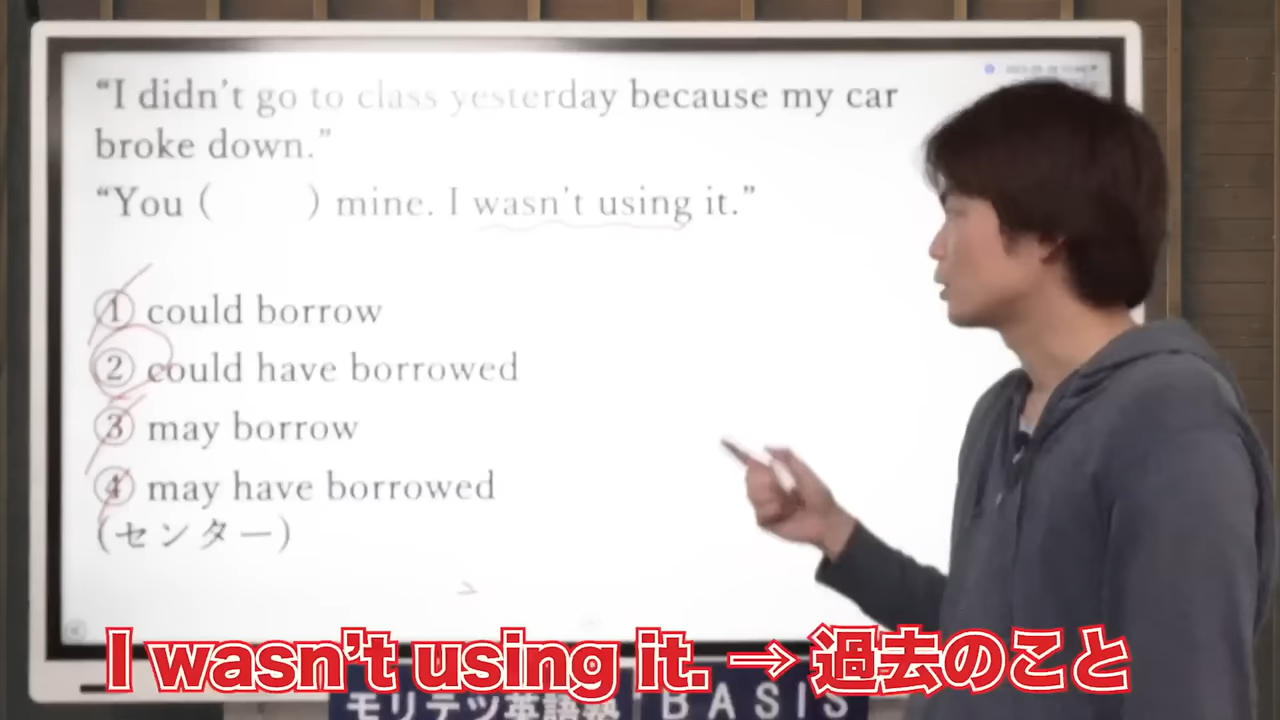 “I didn’t go to class yesterday because my car
broke down.”
“You (      ) mine. I wasn’t using it.”
① could borrow
② could have borrowed
③ may borrow
④ may have borrowed
(センター)
I wasn’t using it. → 過去のこと
モリテツ英語塾 BASIS